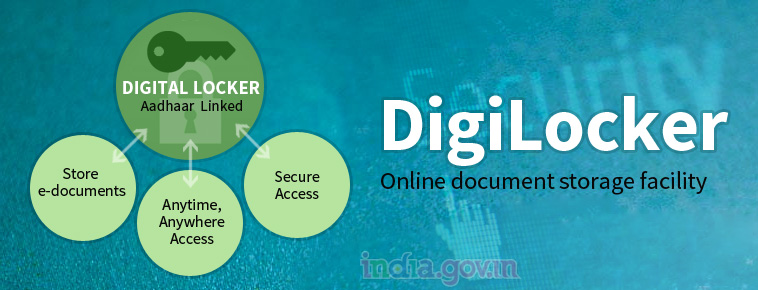 DIGITAL LOCKER
Aadhaar Linked
Store
e-documents
Anytime,
Anywhere
Access
Secure
Access
Security
DigiLocker
Online document storage facility
india.gov.in